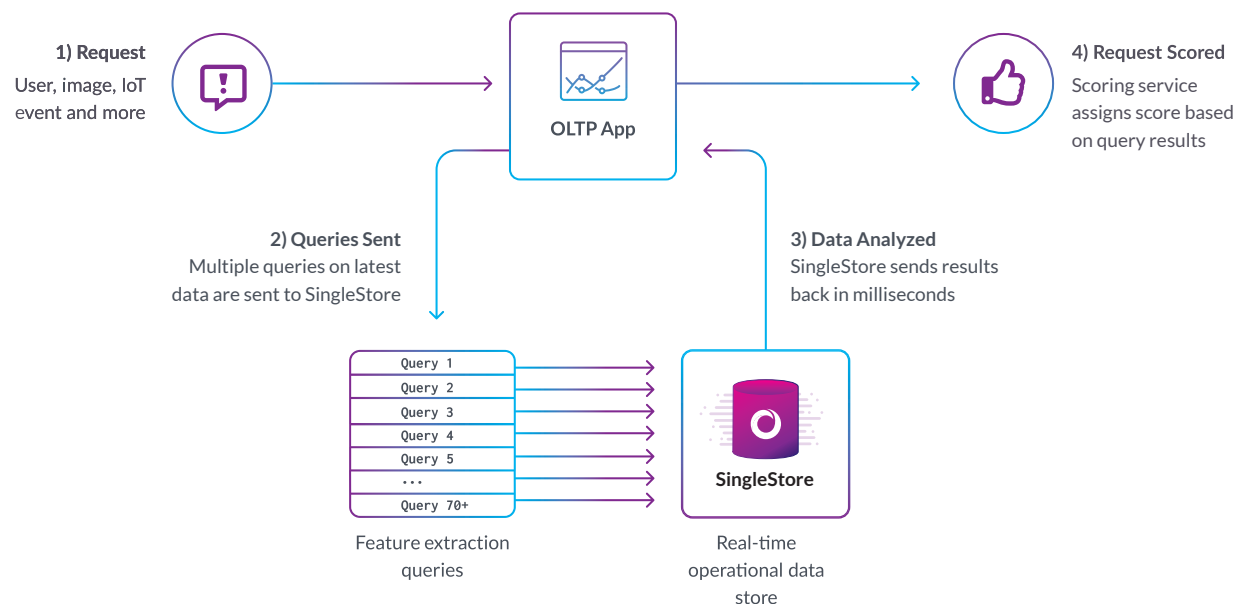 1) Request
User, image, IoT
event and more
OLTP App
4) Request Scored
Scoring service
assigns score based
on query results
2) Queries Sent
Multiple queries on latest
data are sent to SingleStore
3) Data Analyzed
SingleStore sends results
back in milliseconds
Query 1
Query 2
Query 3
Query 4
Query 5
...
Query 70+
Feature extraction
queries
SingleStore
Real-time
operational data
store